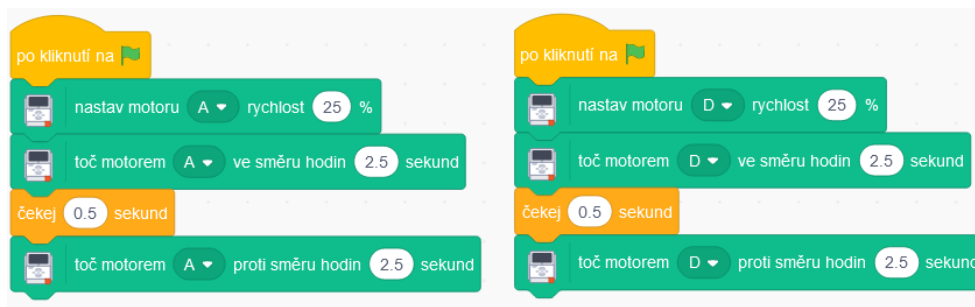 po kliknutí na
nastav motoru A rychlost 25 %
toč motorem A ve směru hodin 2.5 sekund
čekej 0.5 sekund
toč motorem A proti směru hodin 2.5 sekund
po kliknutí na
nastav motoru D rychlost 25 %
toč motorem D ve směru hodin 2.5 sekund
čekej 0.5 sekund
toč motorem D proti směru hodin 2.5 sekund